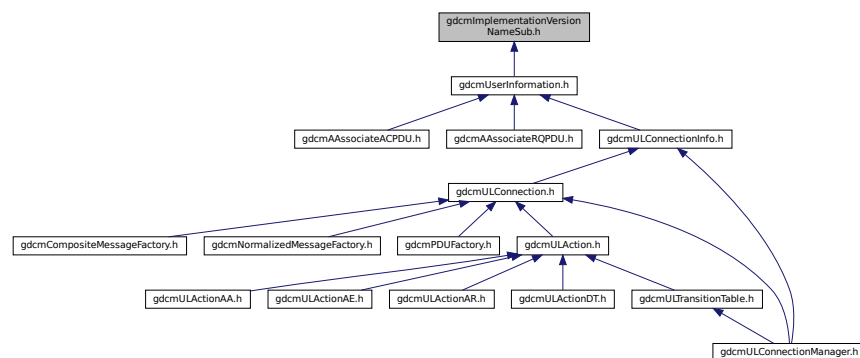 gdcmImplementationVersion
NameSub.h
gdcmUserInformation.h
gdcmAAssociateACPDU.h
gdcmAAssociateRQPDU.h
gdcmULConnectionInfo.h
gdcmULConnection.h
gdcmCompositeMessageFactory.h
gdcmNormalizedMessageFactory.h
gdcmPDUFactory.h
gdcmULAction.h
gdcmULActionAA.h
gdcmULActionAE.h
gdcmULActionAR.h
gdcmULActionDT.h
gdcmULTransitionTable.h
gdcmULConnectionManager.h